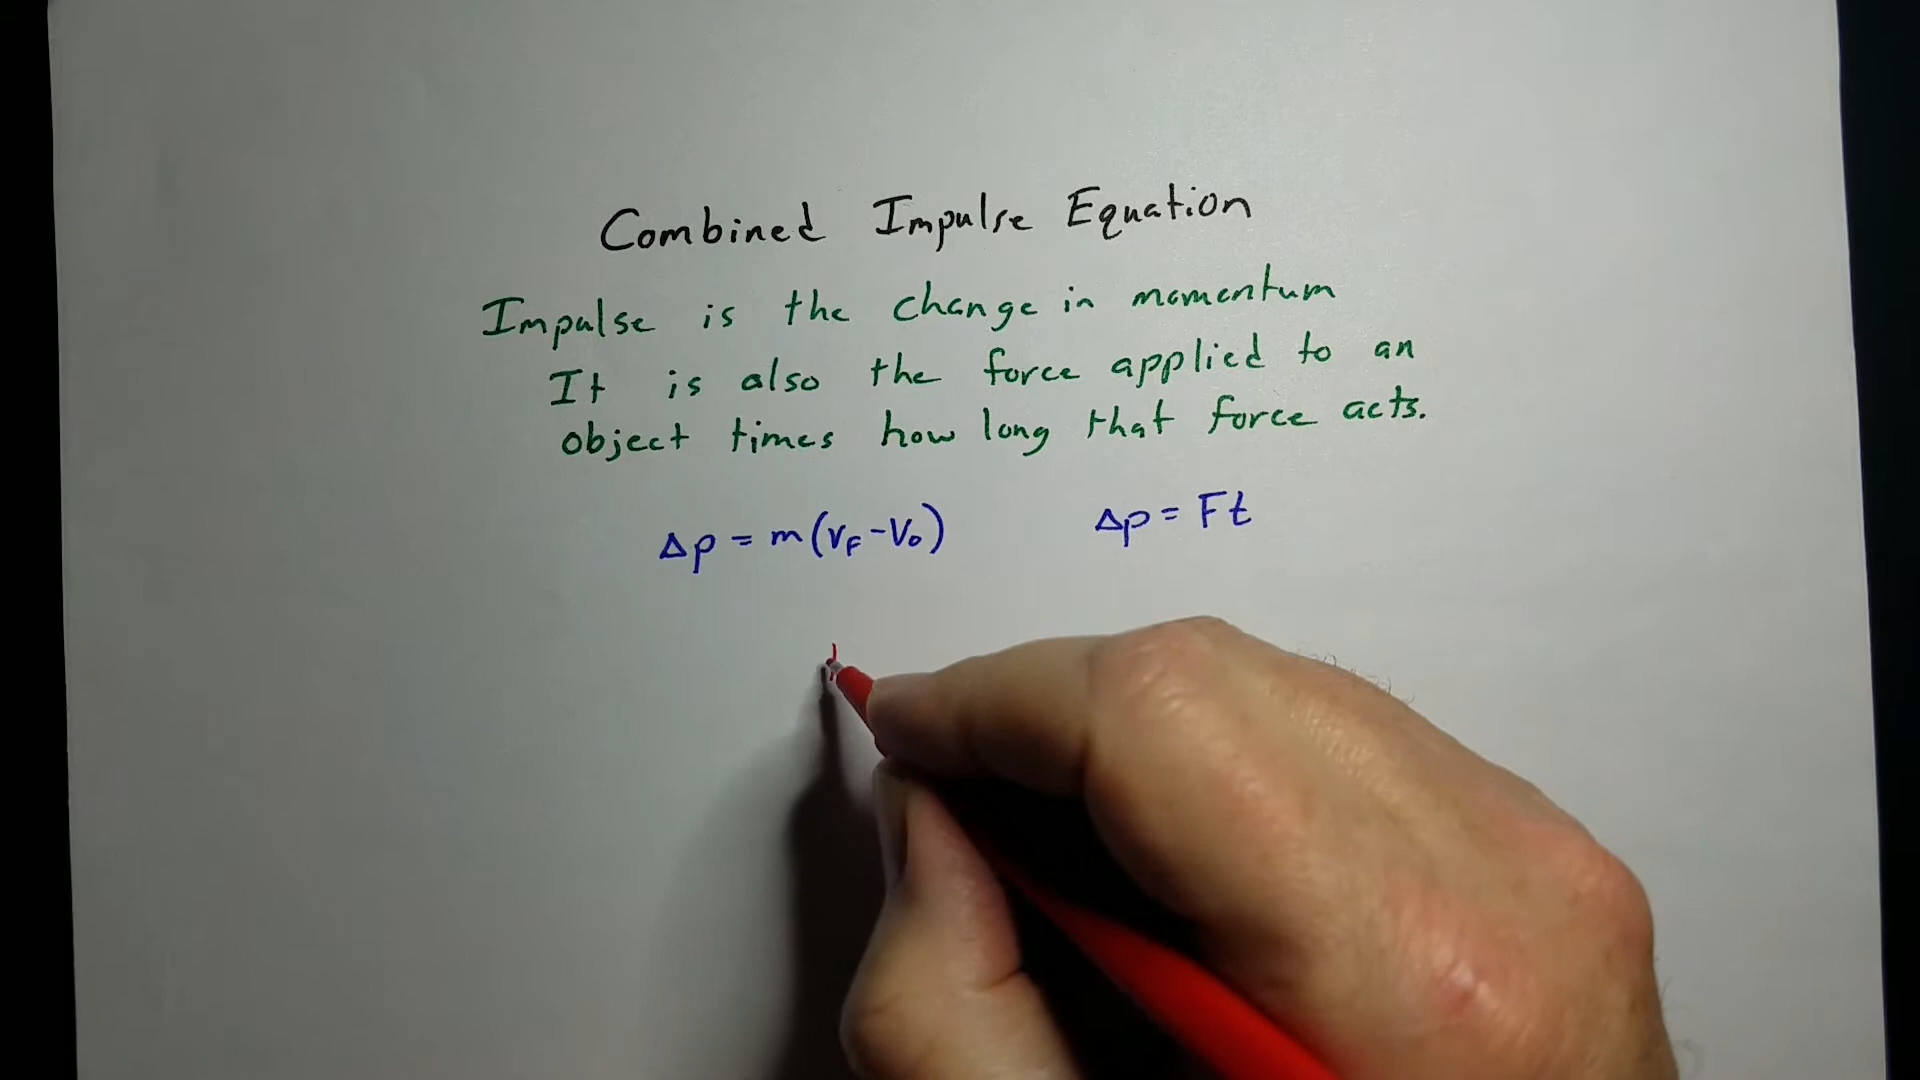 Combined Impulse Equation
Impulse is the change in momentum
It is also the force applied to an
object times how long that force acts.
Δp = m(vF - v0) Δp = Ft